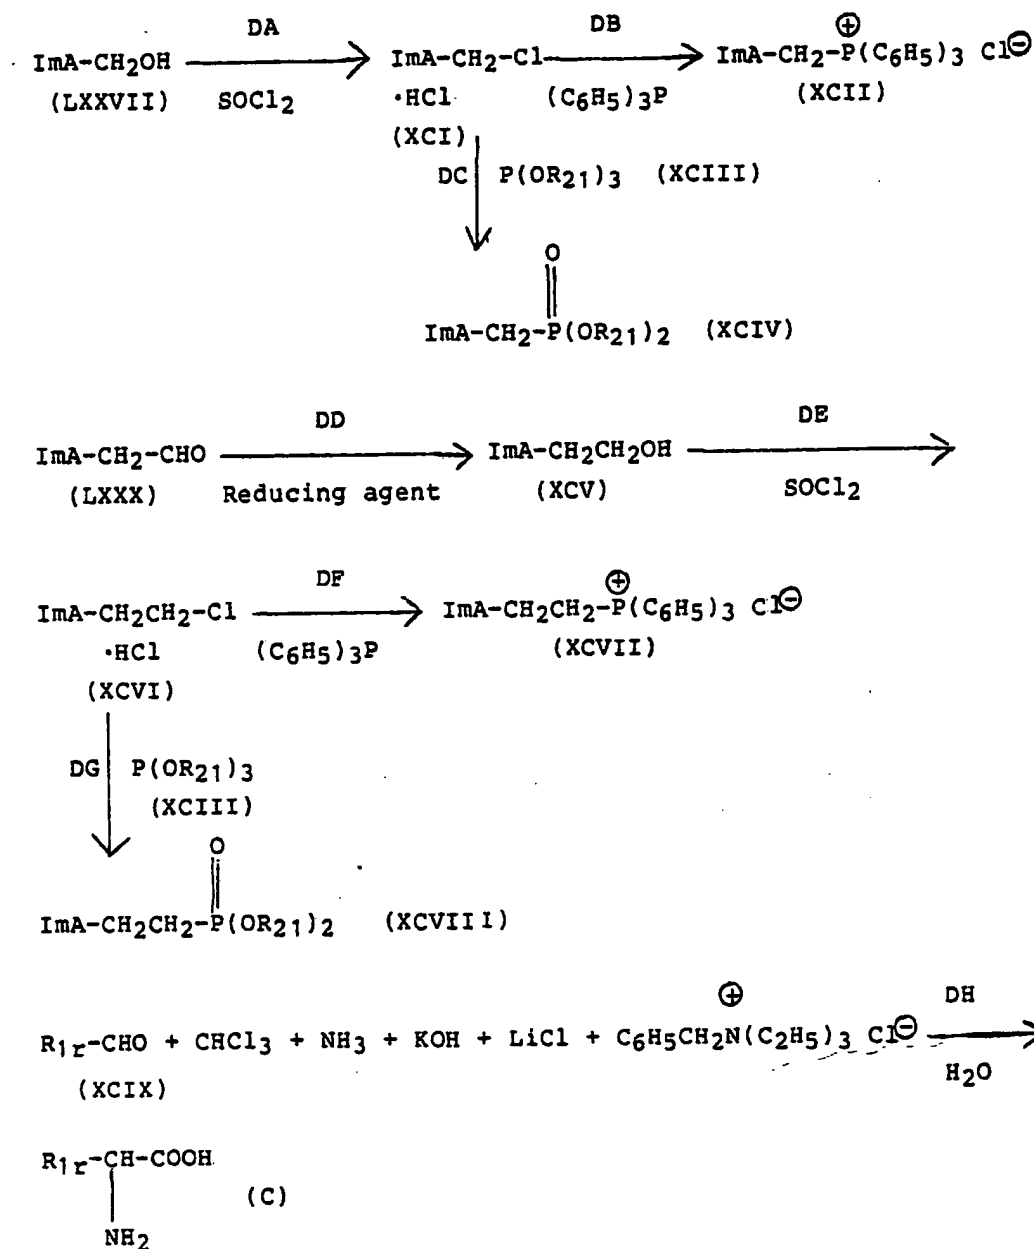 DA DB ⊕
ImA-CH2OH ImA-CH2-Cl ImA-CH2-P(C6H5)3 Cl⊖
(LXXVII) SOCl2 ·HCl (C6H5)3P (XCII)
(XCI)
DC P(OR21)3 (XCIII)
O
ImA-CH2-P(OR21)2 (XCIV)
DD DE
ImA-CH2-CHO ImA-CH2CH2OH
(LXXX) Reducing agent (XCV) SOCl2
DF ⊕
ImA-CH2CH2-Cl ImA-CH2CH2-P(C6H5)3 Cl⊖
·HCl (C6H5)3P (XCVII)
(XCVI)
DG P(OR21)3
(XCIII)
O
ImA-CH2CH2-P(OR21)2 (XCVIII)
⊕ DH
R1r-CHO + CHCl3 + NH3 + KOH + LiCl + C6H5CH2N(C2H5)3 Cl⊖
(XCIX) H2O
R1r-CH-COOH
(C)
NH2